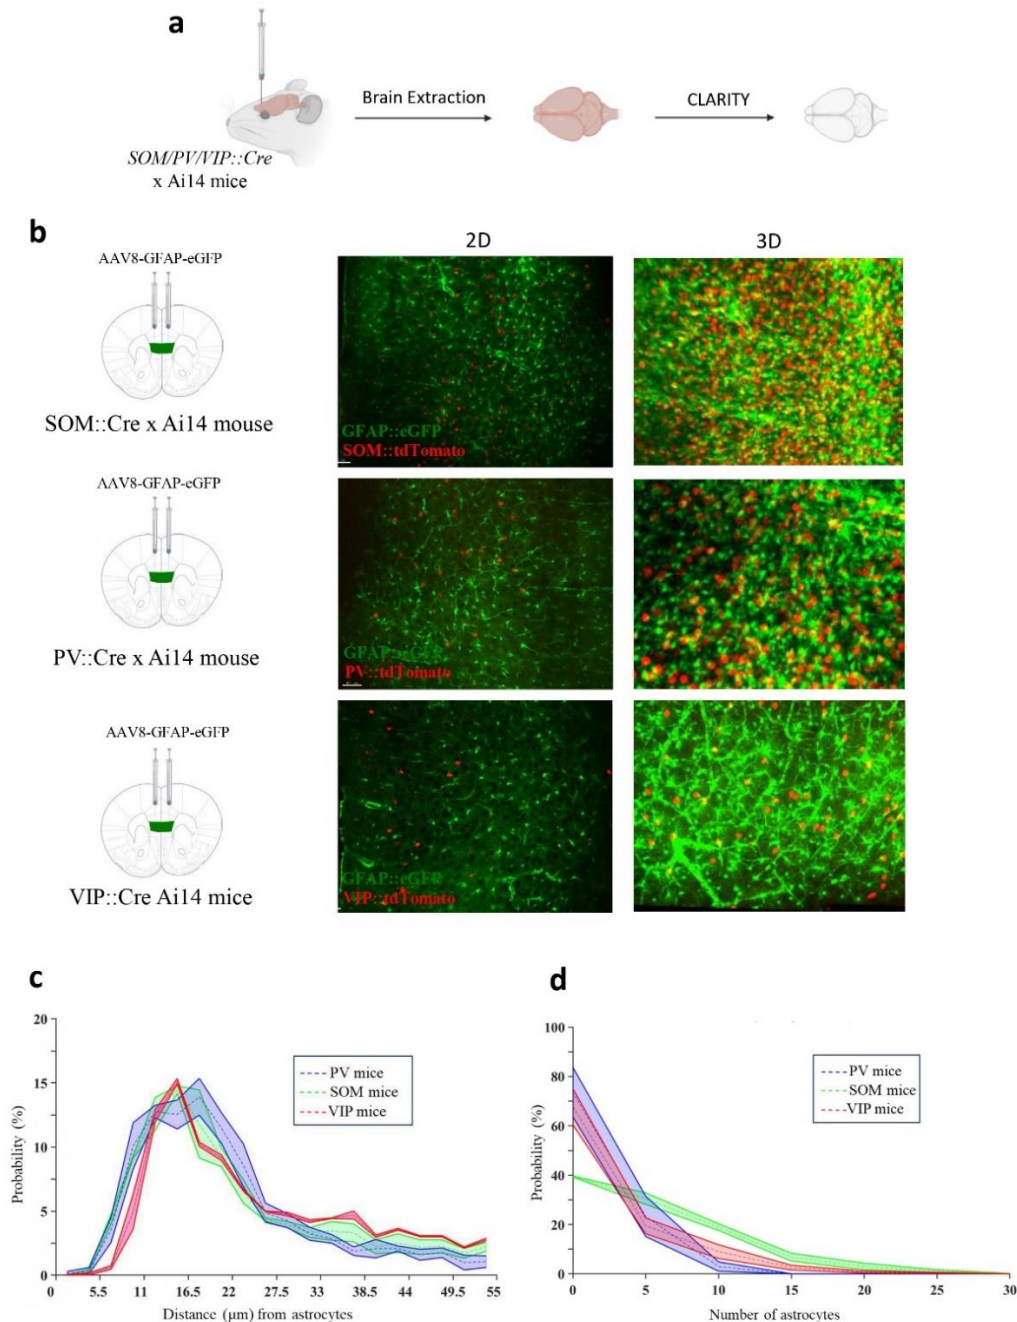 a
Brain Extraction
CLARITY
SOM/PV/VIP::Cre
x Ai14 mice
b
2D
3D
AAV8-GFAP-eGFP
SOM::Cre x Ai14 mouse
GFAP::eGFP
SOM::tdTomato
AAV8-GFAP-eGFP
PV::Cre x Ai14 mouse
GFAP::eGFP
PV::tdTomato
AAV8-GFAP-eGFP
VIP::Cre Ai14 mice
GFAP::eGFP
VIP::tdTomato
c
20
15
10
5
0
Probability (%)
PV mice
SOM mice
VIP mice
0 5.5 11 16.5 22 27.5 33 38.5 44 49.5 55
Distance (μm) from astrocytes
d
100
80
60
40
20
0
Probability (%)
PV mice
SOM mice
VIP mice
0 5 10 15 20 25 30
Number of astrocytes